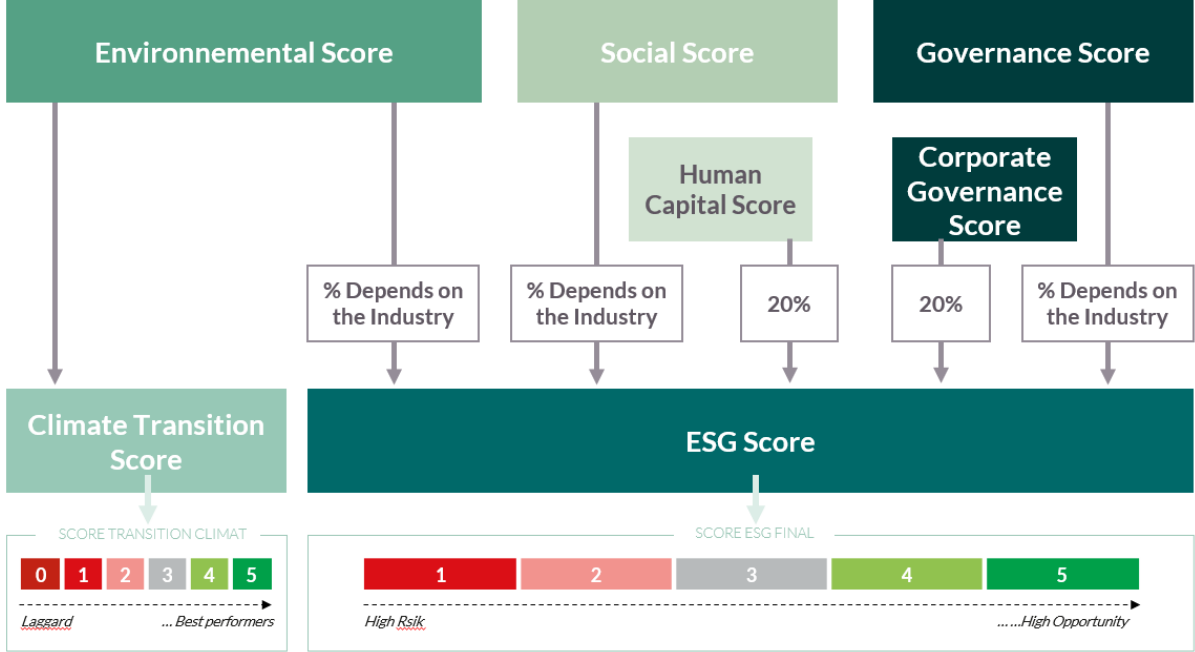 Environnemental Score
Social Score
Governance Score
Human
Capital Score
Corporate
Governance
Score
% Depends on
the Industry
% Depends on
the Industry
20%
20%
% Depends on
the Industry
Climate Transition
Score
ESG Score
SCORE TRANSITION CLIMAT
0 1 2 3 4 5
Laggard ... Best performers
SCORE ESG FINAL
1 2 3 4 5
High Rsik ... ...High Opportunity